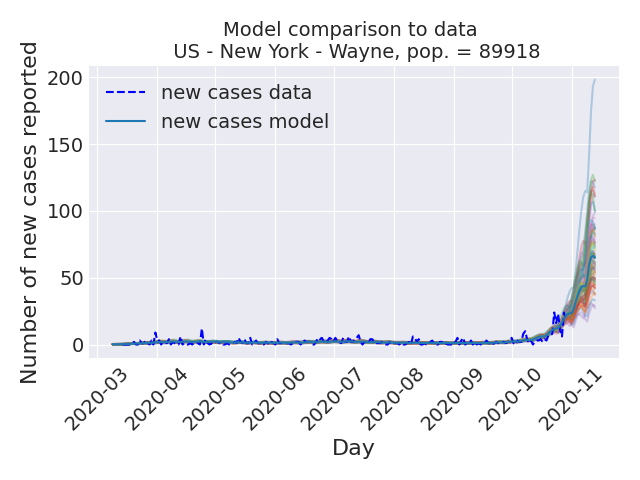 Model comparison to data
US - New York - Wayne, pop. = 89918
Number of new cases reported
200
150
100
50
0
new cases data
new cases model
2020-03
2020-04
2020-05
2020-06
2020-07
2020-08
2020-09
2020-10
2020-11
Day